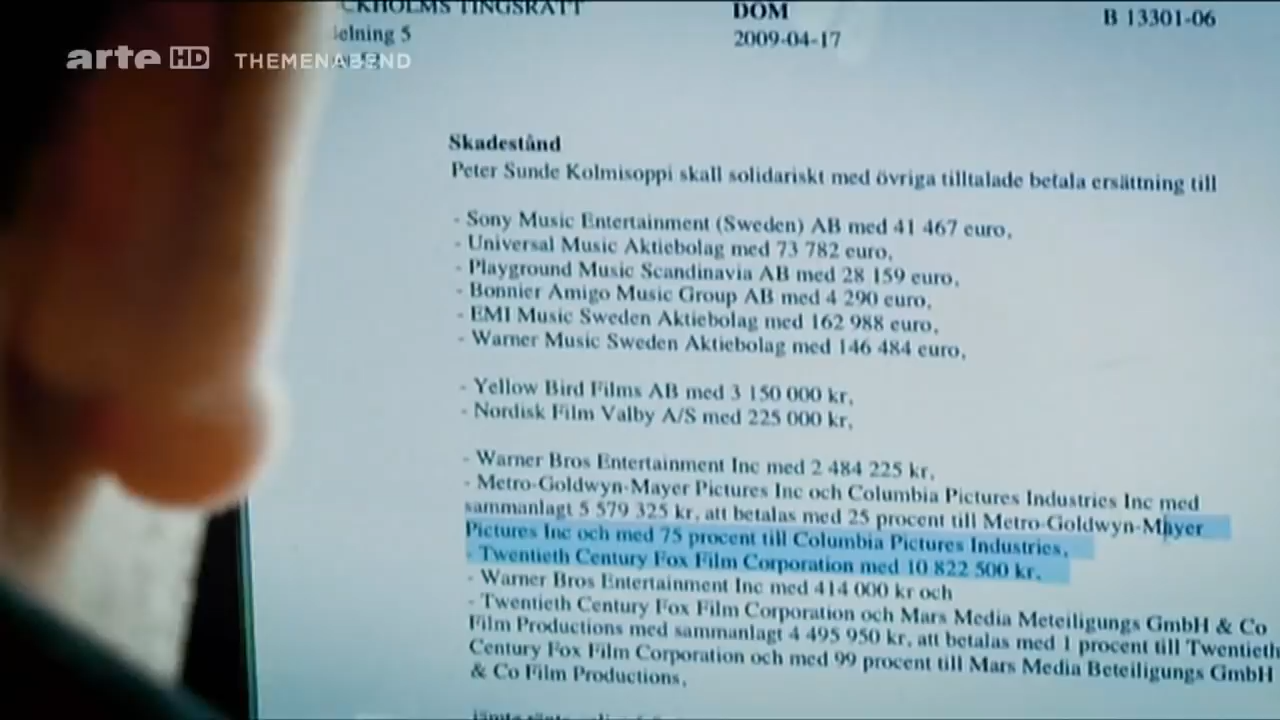 CKHOLMS TINGSRÄTT
DOM
B 13301-06
elning 5
2009-04-17
arte HD THEMENABEND
Skadestånd
Peter Sunde Kolmisoppi skall solidariskt med övriga tilltalade betala ersättning till
- Sony Music Entertainment (Sweden) AB med 41 467 euro,
- Universal Music Aktiebolag med 73 782 euro,
- Playground Music Scandinavia AB med 28 159 euro,
- Bonnier Amigo Music Group AB med 4 290 euro,
- EMI Music Sweden Aktiebolag med 162 988 euro,
- Warner Music Sweden Aktiebolag med 146 484 euro,
- Yellow Bird Films AB med 3 150 000 kr,
- Nordisk Film Valby A/S med 225 000 kr,
- Warner Bros Entertainment Inc med 2 484 225 kr,
- Metro-Goldwyn-Mayer Pictures Inc och Columbia Pictures Industries Inc med
sammanlagt 5 579 325 kr, att betalas med 25 procent till Metro-Goldwyn-Mayer
Pictures Inc och med 75 procent till Columbia Pictures Industries,
- Twentieth Century Fox Film Corporation med 10 822 500 kr,
- Warner Bros Entertainment Inc med 414 000 kr och
- Twentieth Century Fox Film Corporation och Mars Media Meteiligungs GmbH & Co
Film Productions med sammanlagt 4 495 950 kr, att betalas med 1 procent till Twentieth
Century Fox Film Corporation och med 99 procent till Mars Media Beteiligungs GmbH
& Co Film Productions,